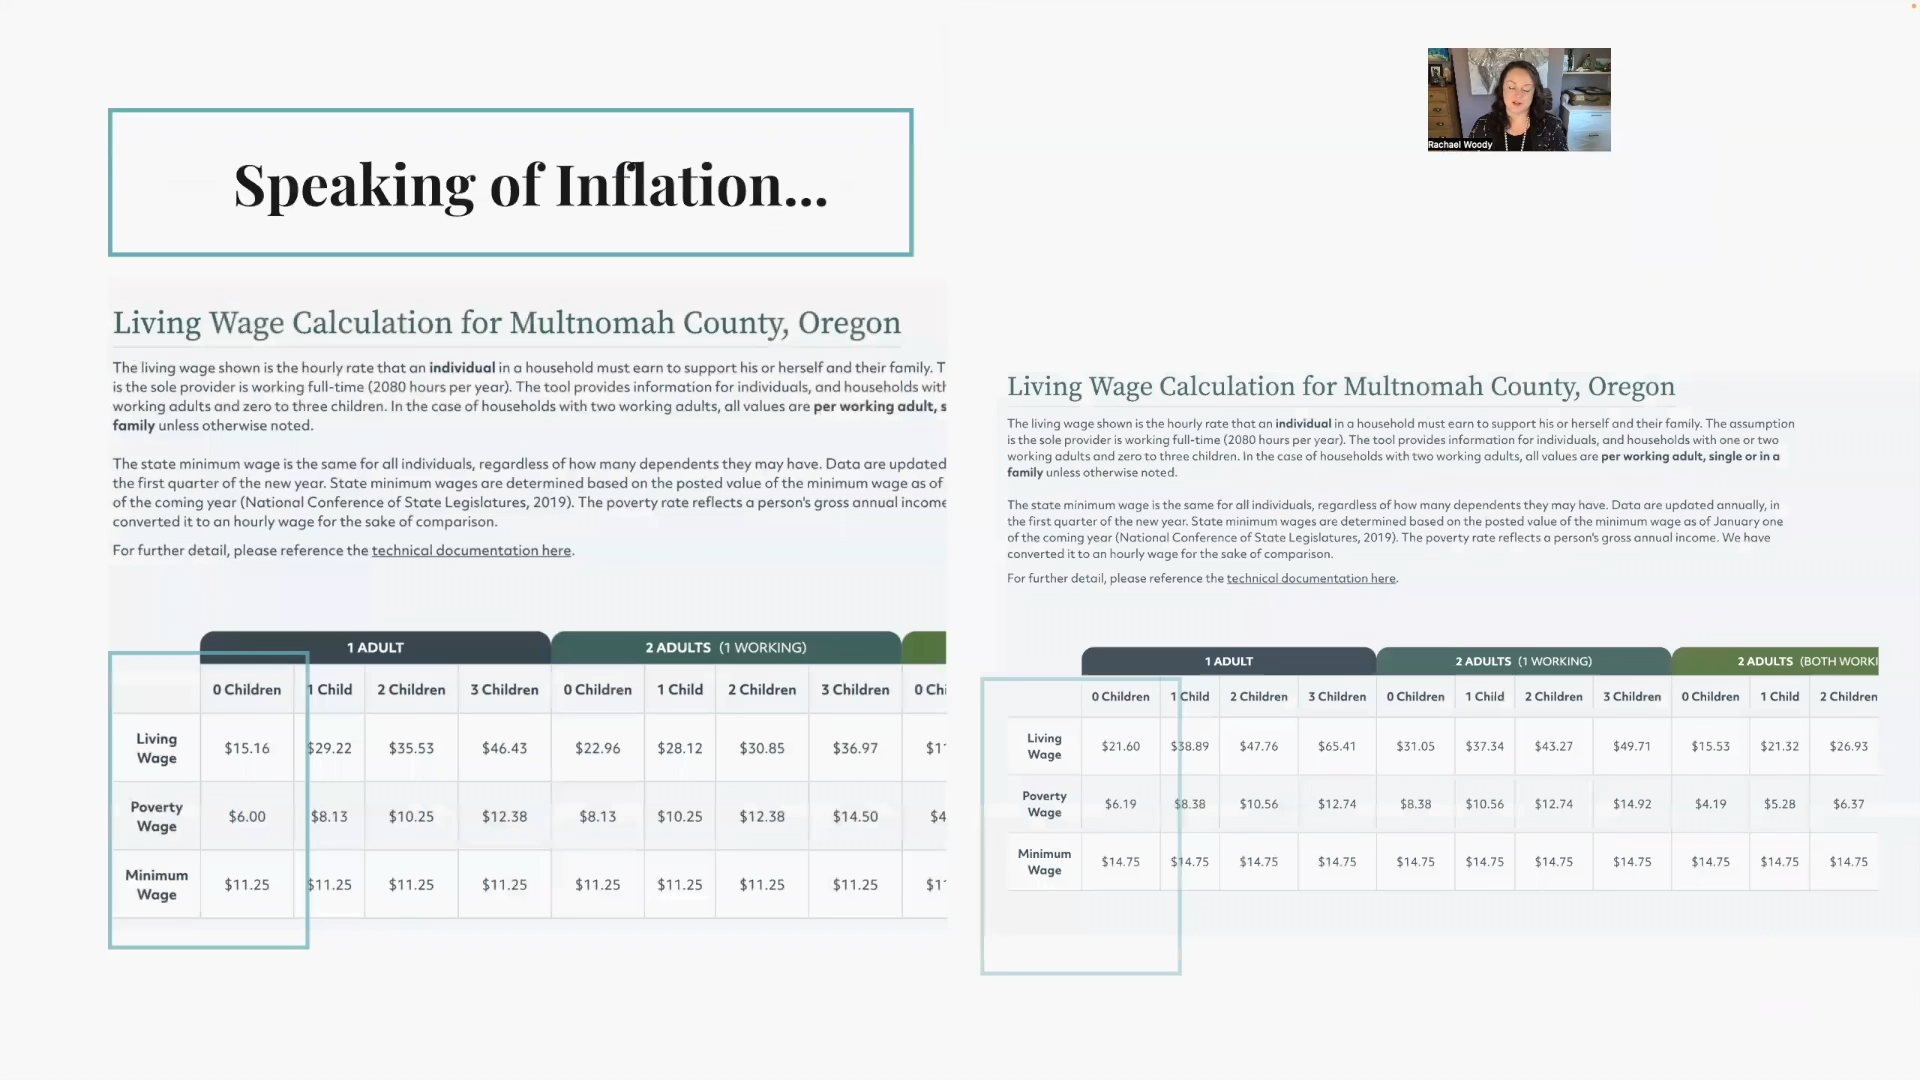 Rachael Woody
Speaking of Inflation...
Living Wage Calculation for Multnomah County, Oregon
The living wage shown is the hourly rate that an individual in a household must earn to support his or herself and their family. T
is the sole provider is working full-time (2080 hours per year). The tool provides information for individuals, and households with
working adults and zero to three children. In the case of households with two working adults, all values are per working adult, s
family unless otherwise noted.
The state minimum wage is the same for all individuals, regardless of how many dependents they may have. Data are updated
the first quarter of the new year. State minimum wages are determined based on the posted value of the minimum wage as of
of the coming year (National Conference of State Legislatures, 2019). The poverty rate reflects a person's gross annual income
converted it to an hourly wage for the sake of comparison.
For further detail, please reference the technical documentation here.
1 ADULT 2 ADULTS (1 WORKING)
0 Children 1 Child 2 Children 3 Children 0 Children 1 Child 2 Children 3 Children 0 Chi
Living
Wage
$15.16 $29.22 $35.53 $46.43 $22.96 $28.12 $30.85 $36.97 $1
Poverty
Wage
$6.00 $8.13 $10.25 $12.38 $8.13 $10.25 $12.38 $14.50 $4
Minimum
Wage
$11.25 $11.25 $11.25 $11.25 $11.25 $11.25 $11.25 $11.25 $1
Living Wage Calculation for Multnomah County, Oregon
The living wage shown is the hourly rate that an individual in a household must earn to support his or herself and their family. The assumption
is the sole provider is working full-time (2080 hours per year). The tool provides information for individuals, and households with one or two
working adults and zero to three children. In the case of households with two working adults, all values are per working adult, single or in a
family unless otherwise noted.
The state minimum wage is the same for all individuals, regardless of how many dependents they may have. Data are updated annually, in
the first quarter of the new year. State minimum wages are determined based on the posted value of the minimum wage as of January one
of the coming year (National Conference of State Legislatures, 2019). The poverty rate reflects a person's gross annual income. We have
converted it to an hourly wage for the sake of comparison.
For further detail, please reference the technical documentation here.
1 ADULT 2 ADULTS (1 WORKING) 2 ADULTS (BOTH WORKI
0 Children 1 Child 2 Children 3 Children 0 Children 1 Child 2 Children 3 Children 0 Children 1 Child 2 Children
Living
Wage
$21.60 $38.89 $47.76 $65.41 $31.05 $37.34 $43.27 $49.71 $15.53 $21.32 $26.93
Poverty
Wage
$6.19 $8.38 $10.56 $12.74 $8.38 $10.56 $12.74 $14.92 $4.19 $5.28 $6.37
Minimum
Wage
$14.75 $14.75 $14.75 $14.75 $14.75 $14.75 $14.75 $14.75 $14.75 $14.75 $14.75